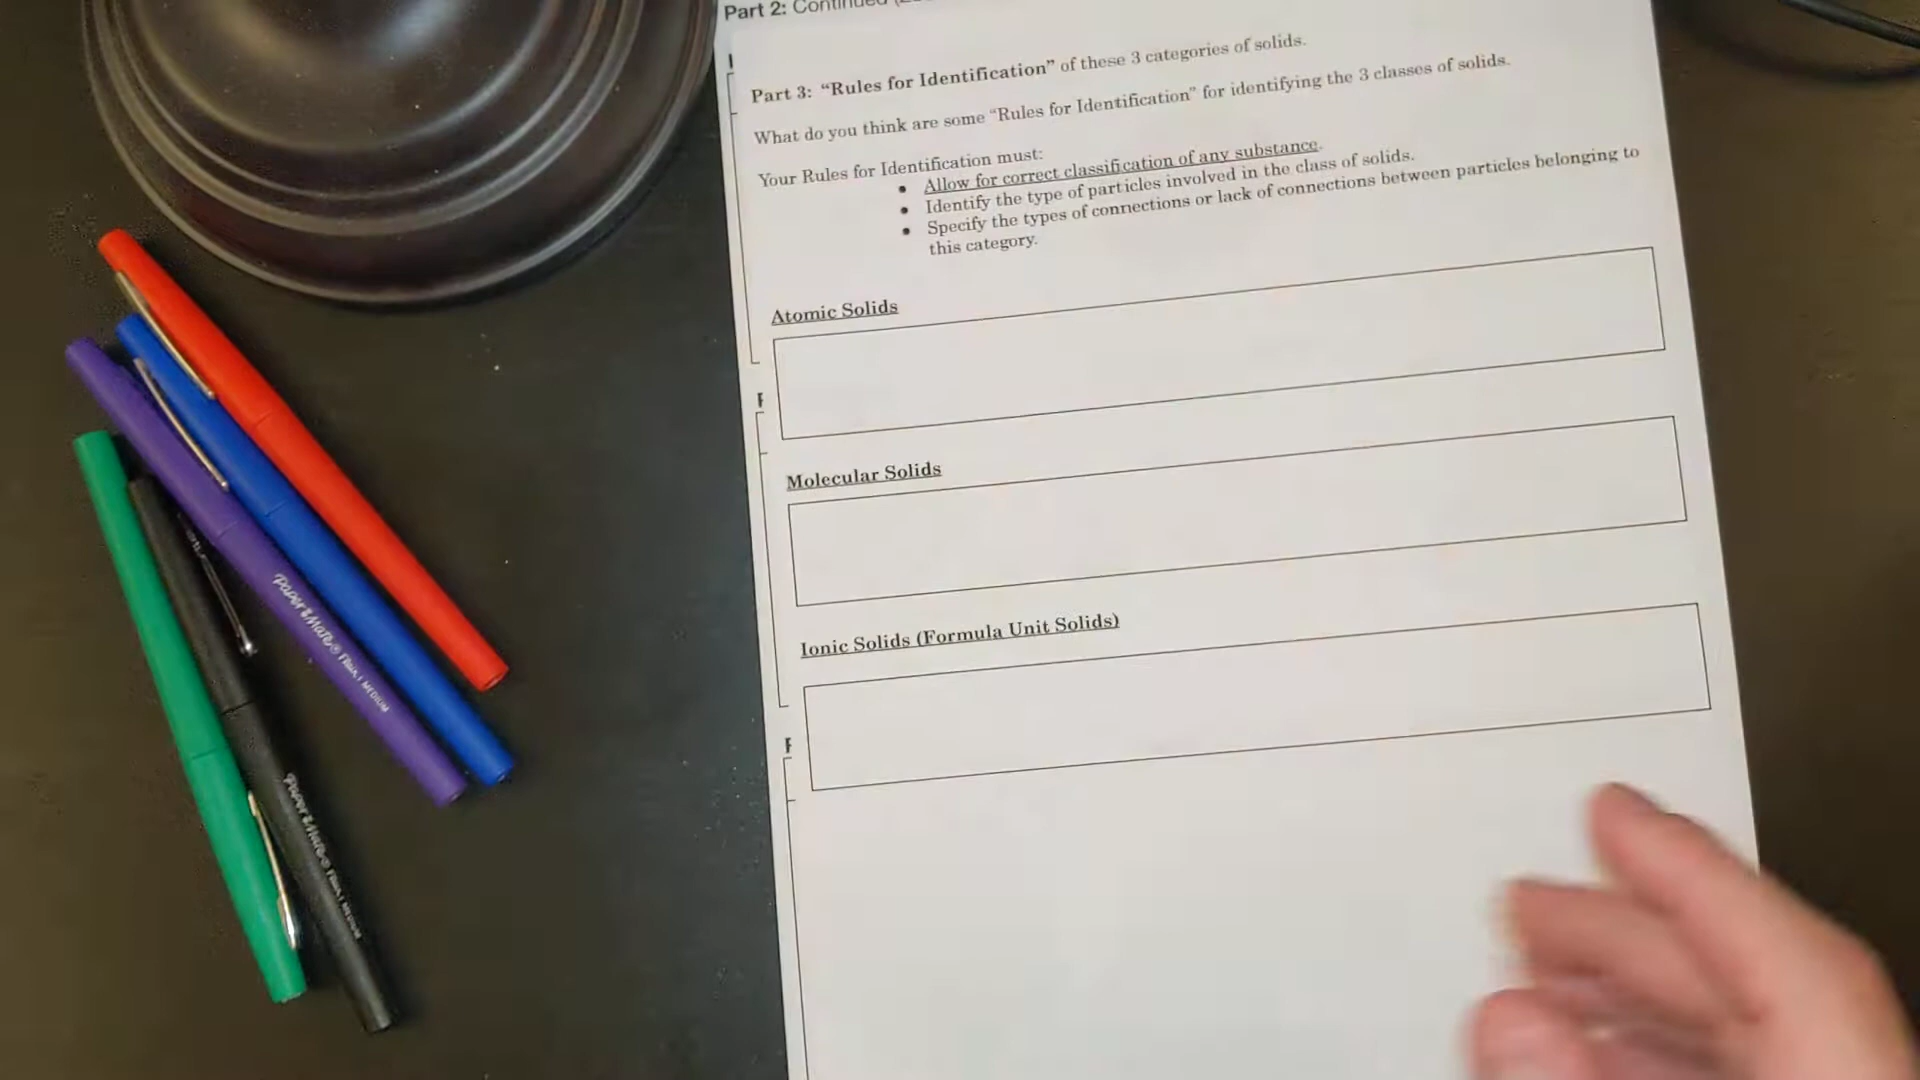 Part 2: Continued
Part 3: “Rules for Identification” of these 3 categories of solids.
What do you think are some “Rules for Identification” for identifying the 3 classes of solids.
Your Rules for Identification must:
• Allow for correct classification of any substance.
• Identify the type of particles involved in the class of solids.
• Specify the types of connections or lack of connections between particles belonging to
this category.
Atomic Solids
Molecular Solids
Ionic Solids (Formula Unit Solids)
Paper Mate® Flair. MEDIUM
Paper Mate® Flair. MEDIUM